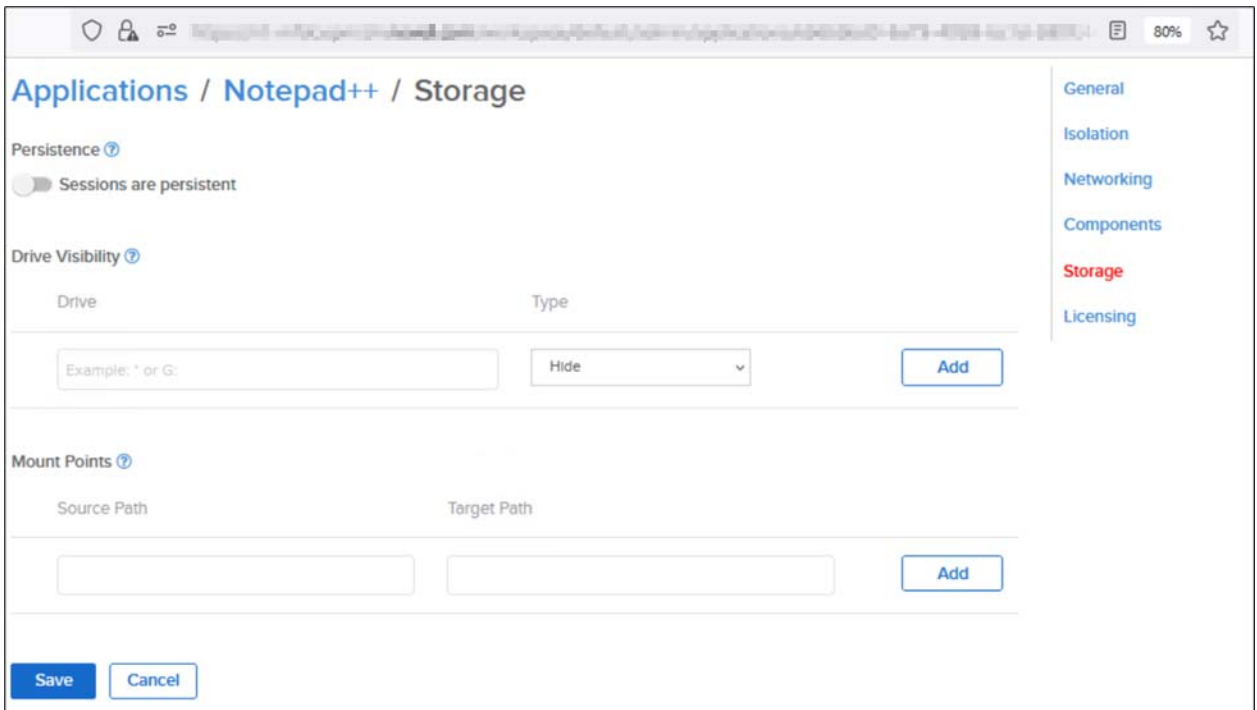 80%
Applications / Notepad++ / Storage
General
Isolation
Networking
Components
Storage
Licensing
Persistence ?
Sessions are persistent
Drive Visibility ?
Drive Type
Example: * or G: Hide Add
Mount Points ?
Source Path Target Path
Add
Save Cancel